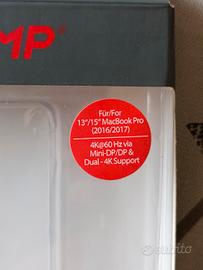 MP
Für/For
13"/15" MacBook Pro
(2016/2017)
4K@60 Hz via
Mini-DP/DP &
Dual - 4K Support
subito